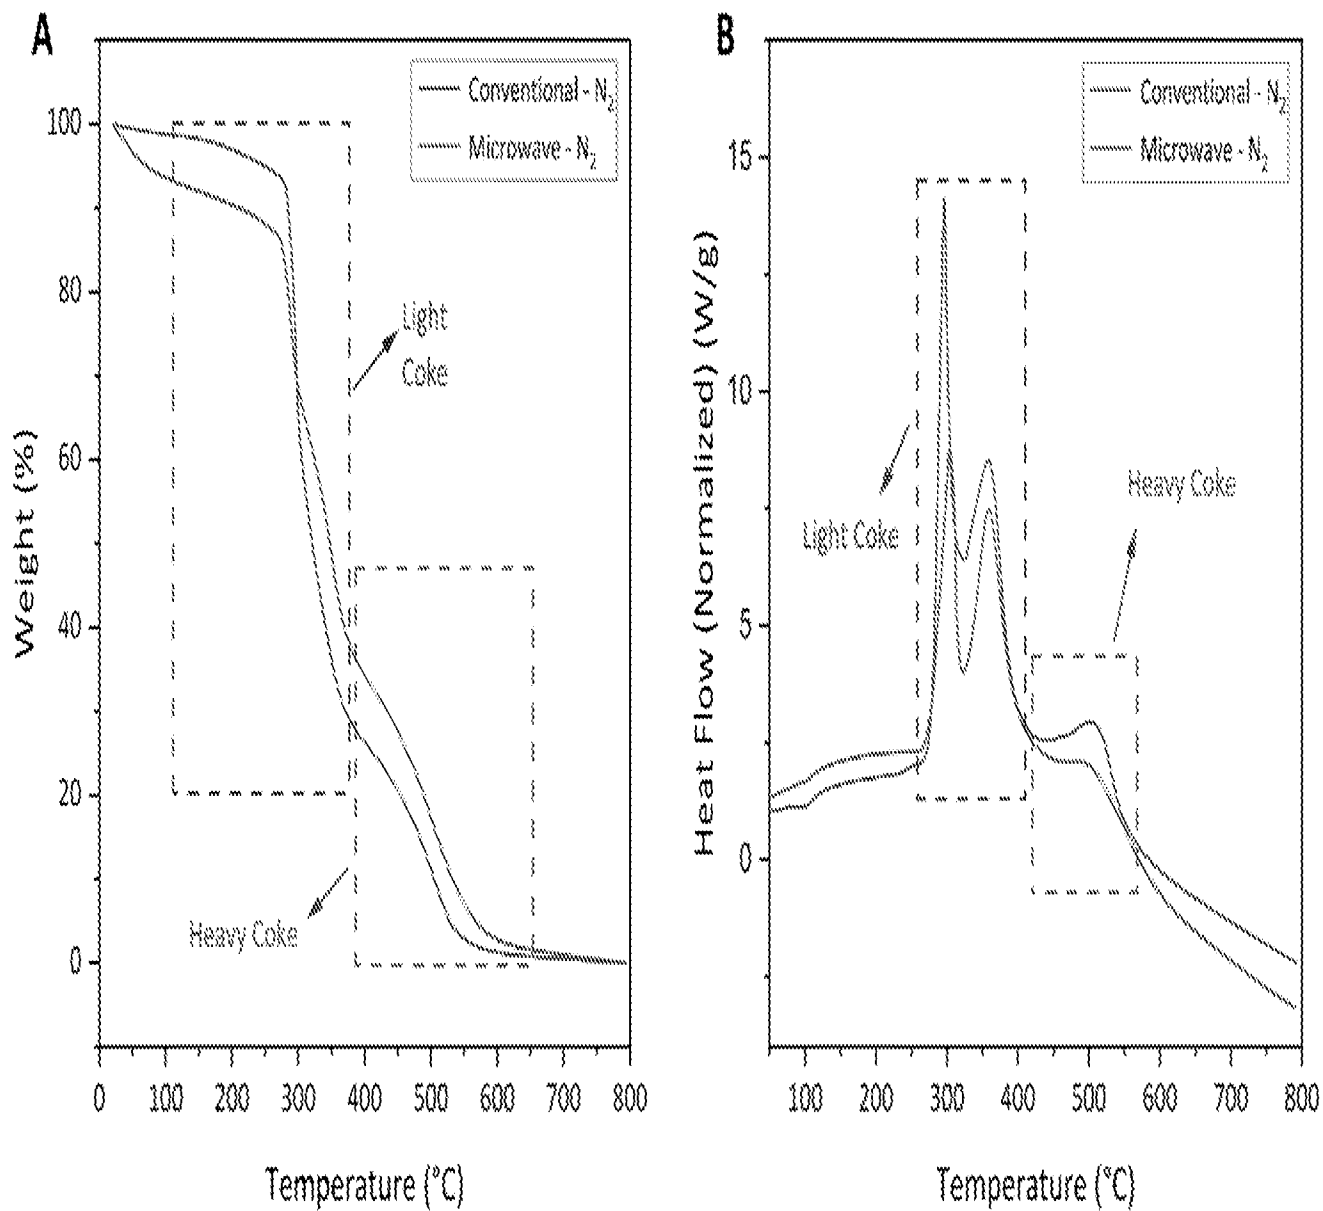 A
Conventional - N2
Microwave - N2
100
80
60
40
20
0
Weight (%)
Light
Coke
Heavy Coke
0 100 200 300 400 500 600 700 800
Temperature (°C)
B
Conventional - N2
Microwave - N2
15
10
5
0
Heat Flow (Normalized) (W/g)
Light Coke
Heavy Coke
100 200 300 400 500 600 700 800
Temperature (°C)